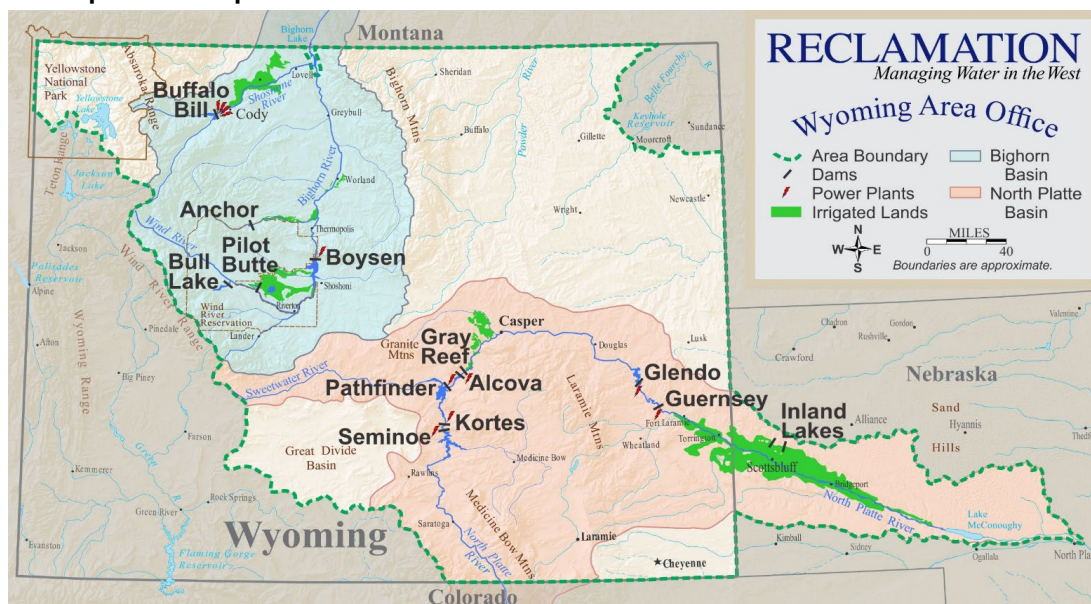 Montana
RECLAMATION
Managing Water in the West
Wyoming Area Office
Area Boundary
Dams
Power Plants
Irrigated Lands
Bighorn
Basin
North Platte
Basin
N
W
E
S
MILES
0
40
Boundaries are approximate.
Bighorn
Lake
Yellowstone
National
Park
Absaroka Range
Yellowstone
Lake
Lovell
Shoshone
River
Buffalo
Bill
Cody
Greybull
Bighorn
Mtns
Sheridan
Buffalo
Powder
River
Gillette
Belle Fourche
R.
Keyhole
Reservoir
Sundance
Moorcroft
Newcastle
Wright
Teton Range
Jackson
Lake
Worland
Bighorn River
Anchor
Thermopolis
Wind River
Pilot
Butte
Bull
Lake
Boysen
Shoshoni
Riverton
Wind
River
Reservation
Lander
Jackson
Palisades
Reservoir
Alpine
Wind River Range
Pinedale
Afton
Wyoming Range
Big Piney
Granite
Mtns
Gray
Reef
Casper
Douglas
Lusk
Sweetwater River
Pathfinder
Alcova
Laramie Mtns
Glendo
Guernsey
Fort Laramie
Kortes
Seminoe
Great Divide
Basin
Wheatland
Torrington
Inland
Lakes
Scottsbluff
Bridgeport
Alliance
Chadron
Gordon
Rushville
Crawford
Valentine
Nebraska
Sand
Hills
Hyannis
Farson
Green
R.
Kemmerer
Rock Springs
Green River
Rawlins
Medicine Bow
Medicine Bow Mtns
Saratoga
North Platte
River
Laramie
Wyoming
Evanston
Flaming Gorge
Reservoir
Cheyenne
Kimball
Sidney
North Platte River
Lake
McConoughy
Ogallala
Colorado